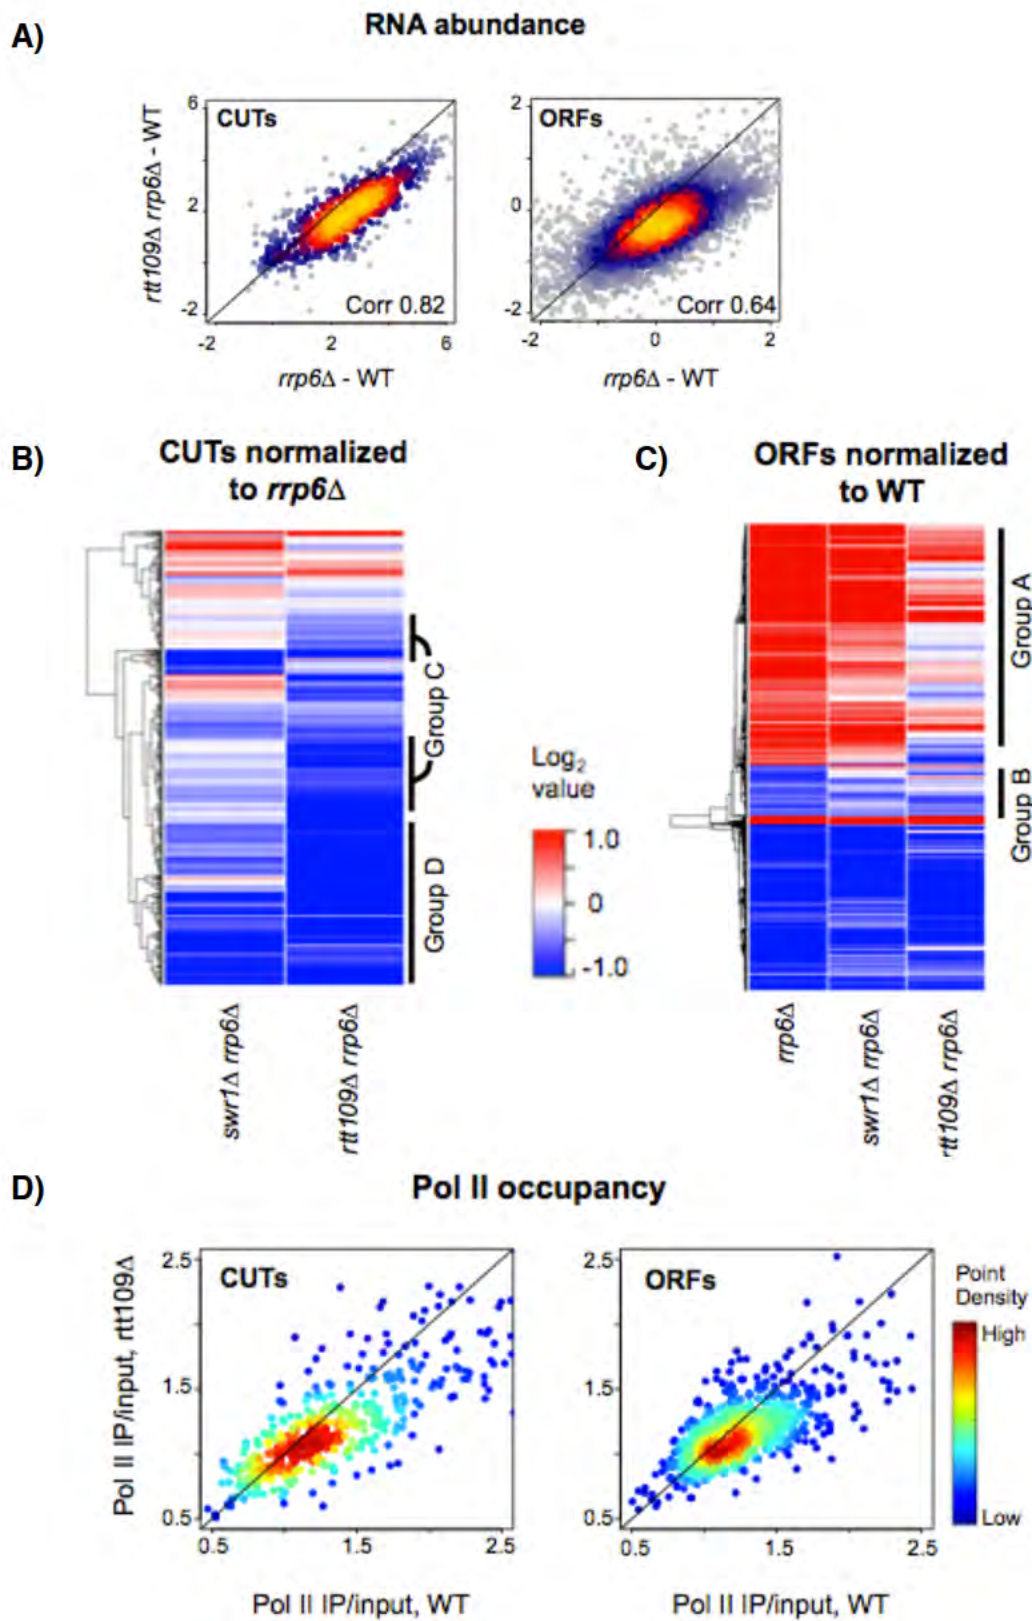 A)
RNA abundance
rtt109Δ rrp6Δ - WT
6
2
-2
CUTs
Corr 0.82
-2
2
6
rrp6Δ - WT
2
0
-2
ORFs
Corr 0.64
-2
0
2
rrp6Δ - WT
B)
CUTs normalized
to rrp6Δ
Group C
Group D
swr1Δ rrp6Δ
rtt109Δ rrp6Δ
Log2
value
1.0
0
-1.0
C)
ORFs normalized
to WT
Group A
Group B
rrp6Δ
swr1Δ rrp6Δ
rtt109Δ rrp6Δ
D)
Pol II occupancy
Pol II IP/input, rtt109Δ
2.5
1.5
0.5
CUTs
0.5
1.5
2.5
Pol II IP/input, WT
2.5
1.5
0.5
ORFs
0.5
1.5
2.5
Pol II IP/input, WT
Point
Density
High
Low